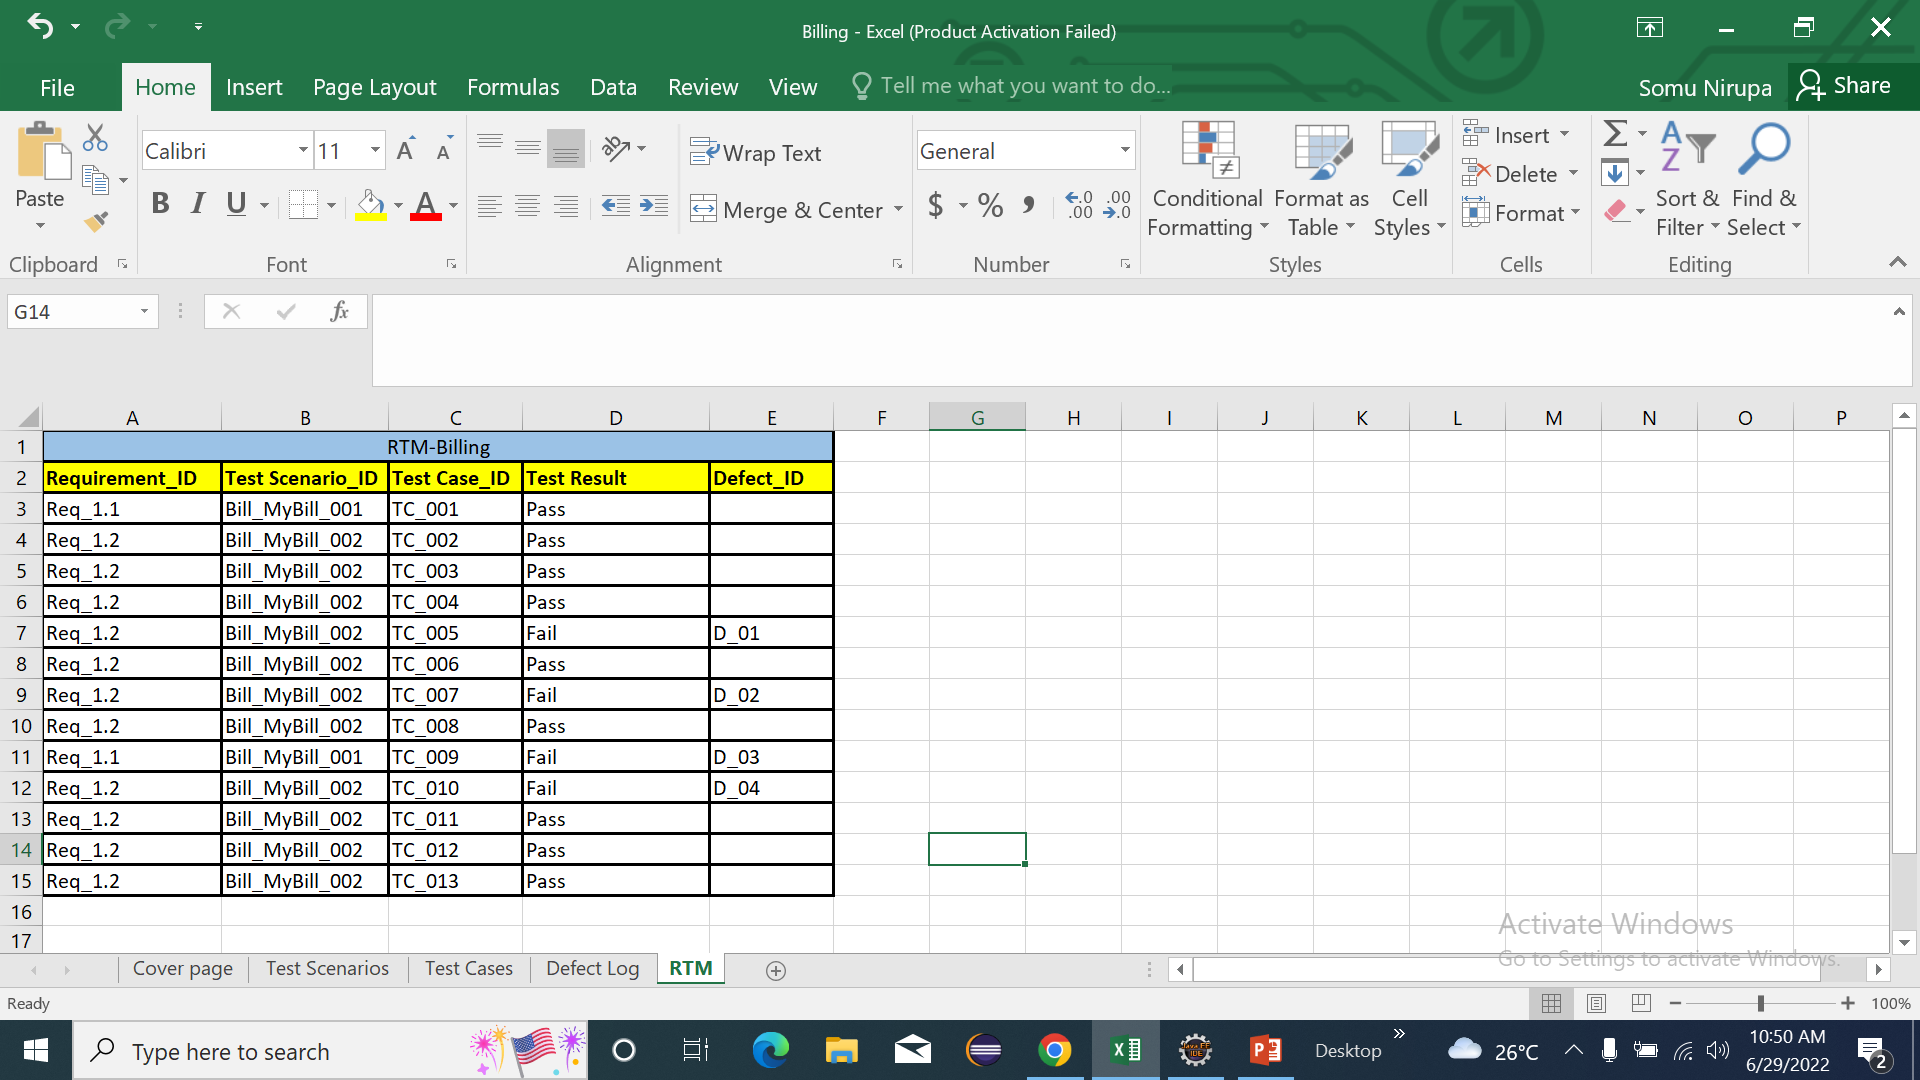 Billing - Excel (Product Activation Failed)
File Home Insert Page Layout Formulas Data Review View Tell me what you want to do... Somu Nirupa Share
Calibri 11 Wrap Text General Insert
Paste Conditional Format as Cell Delete Sort & Find &
B I U A Merge & Center $ % Formatting Table Styles Format Filter Select
Clipboard Font Alignment Number Styles Cells Editing
G14 fx
A B C D E F G H I J K L M N O P
1 RTM-Billing
2 Requirement_ID Test Scenario_ID Test Case_ID Test Result Defect_ID
3 Req_1.1 Bill_MyBill_001 TC_001 Pass
4 Req_1.2 Bill_MyBill_002 TC_002 Pass
5 Req_1.2 Bill_MyBill_002 TC_003 Pass
6 Req_1.2 Bill_MyBill_002 TC_004 Pass
7 Req_1.2 Bill_MyBill_002 TC_005 Fail D_01
8 Req_1.2 Bill_MyBill_002 TC_006 Pass
9 Req_1.2 Bill_MyBill_002 TC_007 Fail D_02
10 Req_1.2 Bill_MyBill_002 TC_008 Pass
11 Req_1.1 Bill_MyBill_001 TC_009 Fail D_03
12 Req_1.2 Bill_MyBill_002 TC_010 Fail D_04
13 Req_1.2 Bill_MyBill_002 TC_011 Pass
14 Req_1.2 Bill_MyBill_002 TC_012 Pass
15 Req_1.2 Bill_MyBill_002 TC_013 Pass
16
17
Activate Windows
Go to Settings to activate Windows.
Cover page Test Scenarios Test Cases Defect Log RTM
Ready 100%
Type here to search Desktop 26°C 10:50 AM
6/29/2022 2